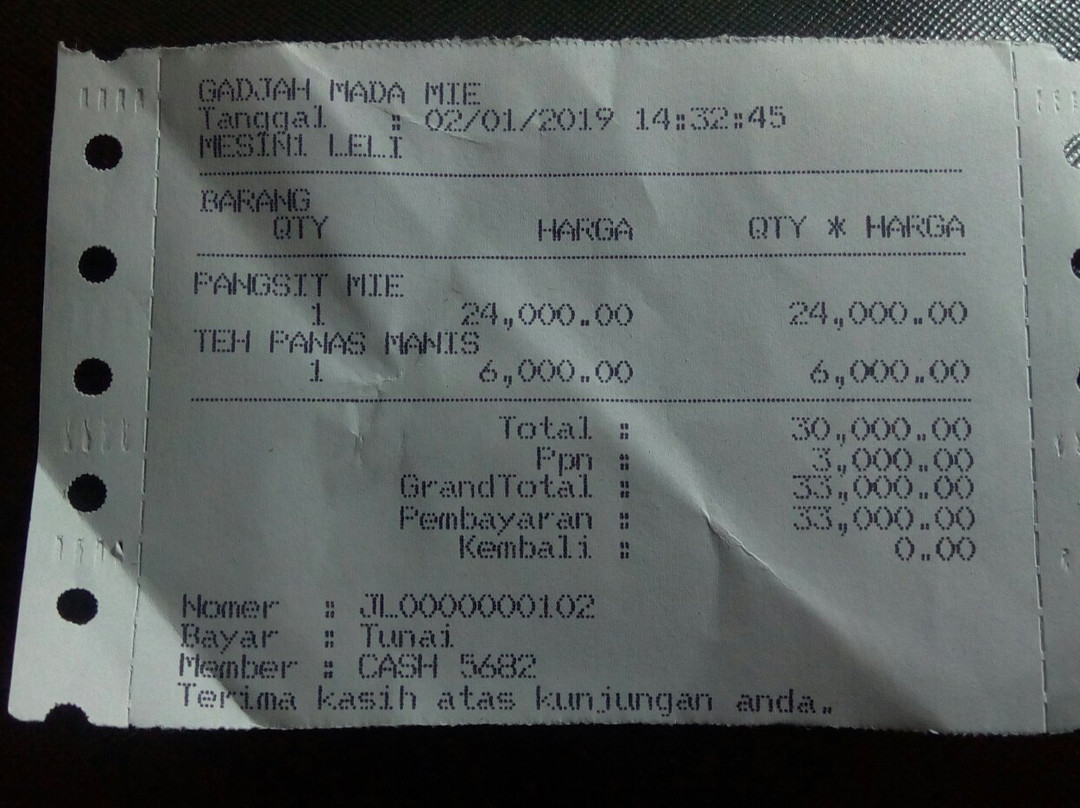 GADJAH MADA MIE
Tanggal : 02/01/2019 14:32:45
MESIN1 LELI
BARANG
QTY HARGA QTY * HARGA
PANGSIT MIE
1 24,000.00 24,000.00
TEH PANAS MANIS
1 6,000.00 6,000.00
Total : 30,000.00
Ppn : 3,000.00
GrandTotal : 33,000.00
Pembayaran : 33,000.00
Kembali : 0.00
Nomer : JL0000000102
Bayar : Tunai
Member : CASH 5682
Terima kasih atas kunjungan anda.